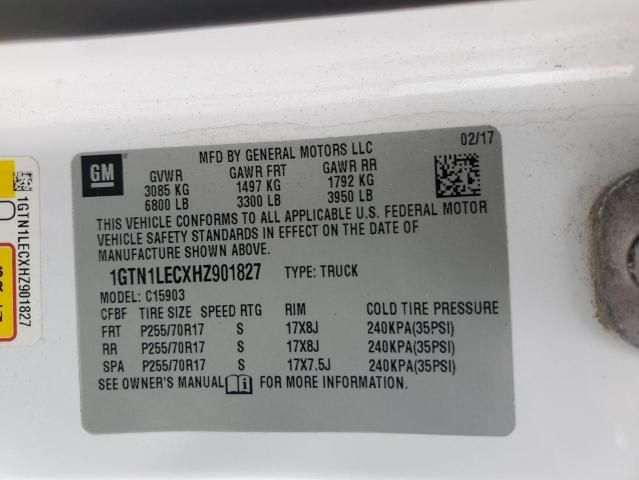 GM
MFD BY GENERAL MOTORS LLC
02/17
GVWR GAWR FRT GAWR RR
3085 KG 1497 KG 1792 KG
6800 LB 3300 LB 3950 LB
THIS VEHICLE CONFORMS TO ALL APPLICABLE U.S. FEDERAL MOTOR
VEHICLE SAFETY STANDARDS IN EFFECT ON THE DATE OF
MANUFACTURE SHOWN ABOVE.
1GTN1LECXHZ901827 TYPE: TRUCK
MODEL: C15903
CFBF TIRE SIZE SPEED RTG RIM COLD TIRE PRESSURE
FRT P255/70R17 S 17X8J 240KPA(35PSI)
RR P255/70R17 S 17X8J 240KPA(35PSI)
SPA P255/70R17 S 17X7.5J 240KPA(35PSI)
SEE OWNER'S MANUAL FOR MORE INFORMATION.
1GTN1LECXHZ901827